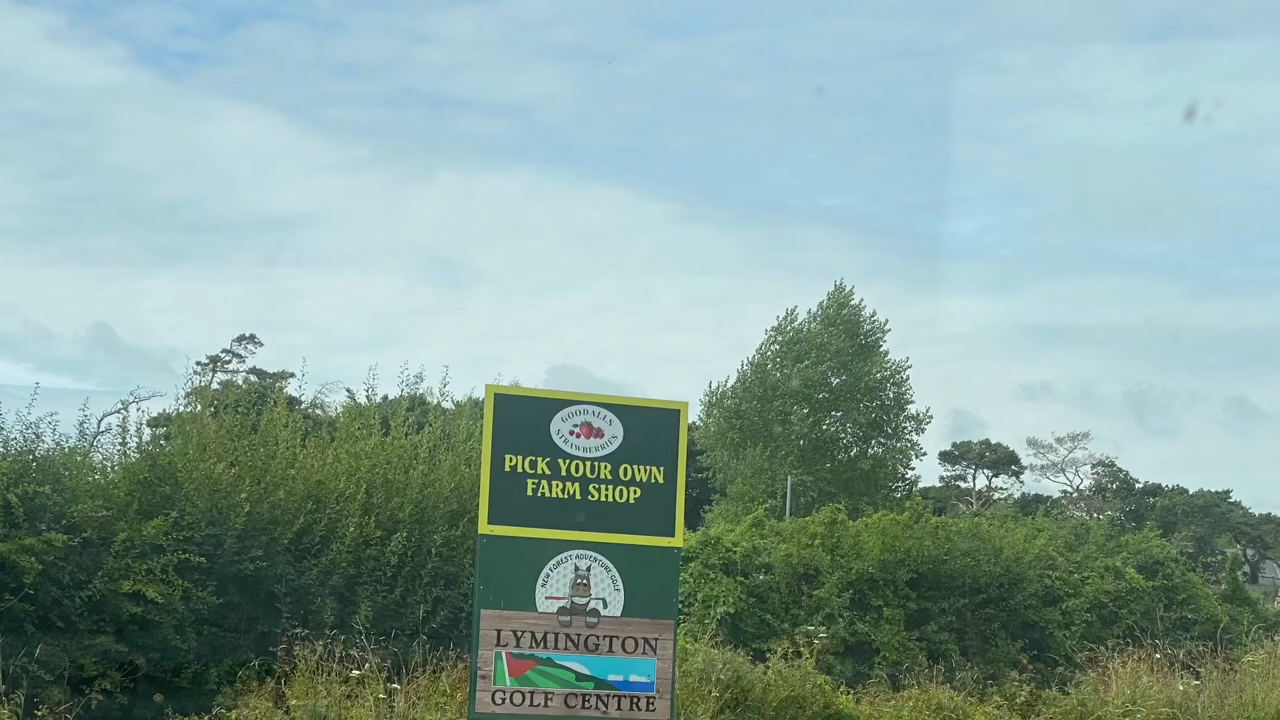 GOODALLS
STRAWBERRIES
PICK YOUR OWN
FARM SHOP
NEW FOREST ADVENTURE GOLF
LYMINGTON
GOLF CENTRE